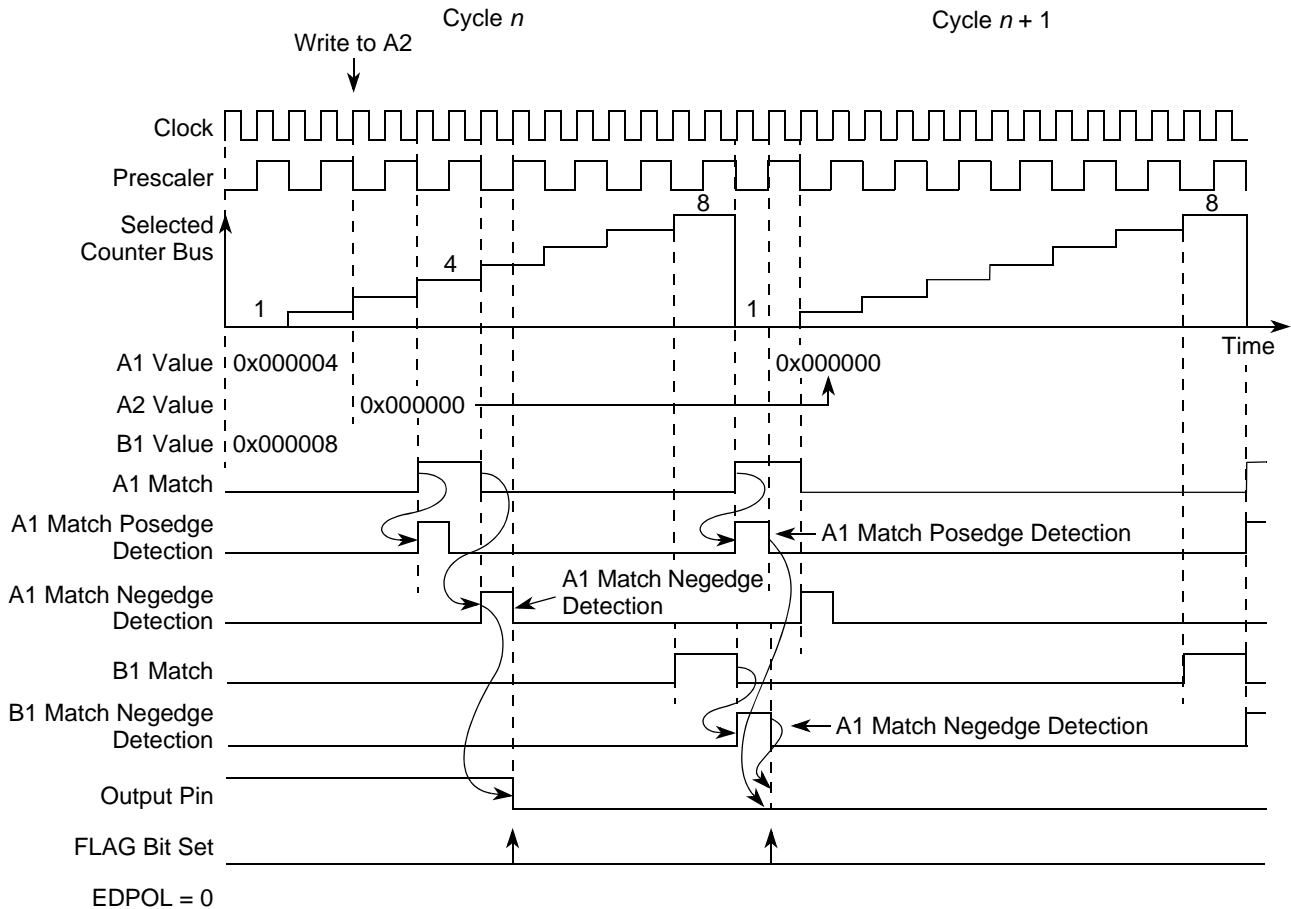 Cycle n
Cycle n + 1
Write to A2
Clock
Prescaler
8
8
Selected
Counter Bus
4
1
1
Time
A1 Value 0x000004
0x000000
A2 Value
0x000000
B1 Value 0x000008
A1 Match
A1 Match Posedge
Detection
A1 Match Posedge Detection
A1 Match Negedge
Detection
A1 Match Negedge
Detection
B1 Match
B1 Match Negedge
Detection
A1 Match Negedge Detection
Output Pin
FLAG Bit Set
EDPOL = 0